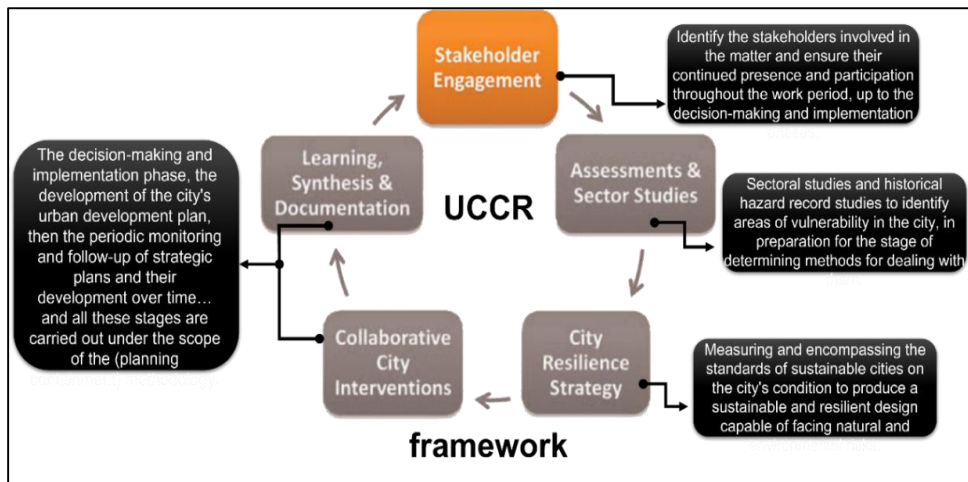 Stakeholder
Engagement
Identify the stakeholders involved in
the matter and ensure their
continued presence and participation
throughout the work period, up to the
decision-making and implementation
Learning,
Synthesis &
Documentation
UCCR
Assessments &
Sector Studies
The decision-making and
implementation phase, the
development of the city's
urban development plan,
then the periodic monitoring
and follow-up of strategic
plans and their
development over time…
and all these stages are
carried out under the scope
of the (planning
Sectoral studies and historical
hazard record studies to identify
areas of vulnerability in the city, in
preparation for the stage of
determining methods for dealing with
Collaborative
City
Interventions
City
Resilience
Strategy
Measuring and encompassing the
standards of sustainable cities on
the city's condition to produce a
sustainable and resilient design
capable of facing natural and
framework